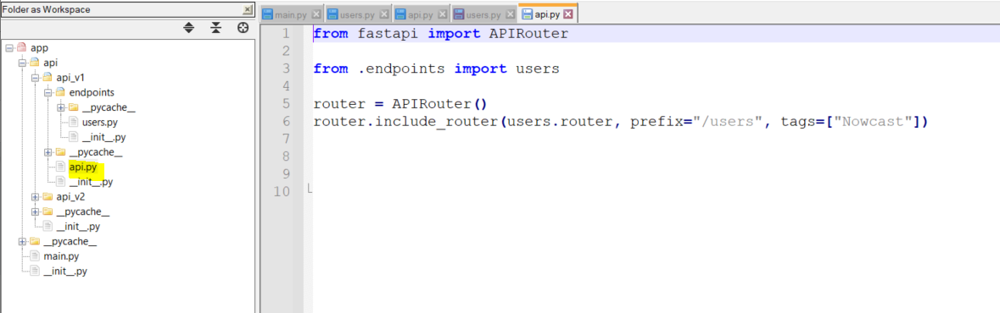 Folder as Workspace
app
api
api_v1
endpoints
__pycache__
users.py
__init__.py
__pycache__
api.py
__init__.py
api_v2
__pycache__
__init__.py
__pycache__
main.py
__init__.py
main.py users.py api.py users.py api.py
1 from fastapi import APIRouter
2
3 from .endpoints import users
4
5 router = APIRouter()
6 router.include_router(users.router, prefix="/users", tags=["Nowcast"])
7
8
9
10